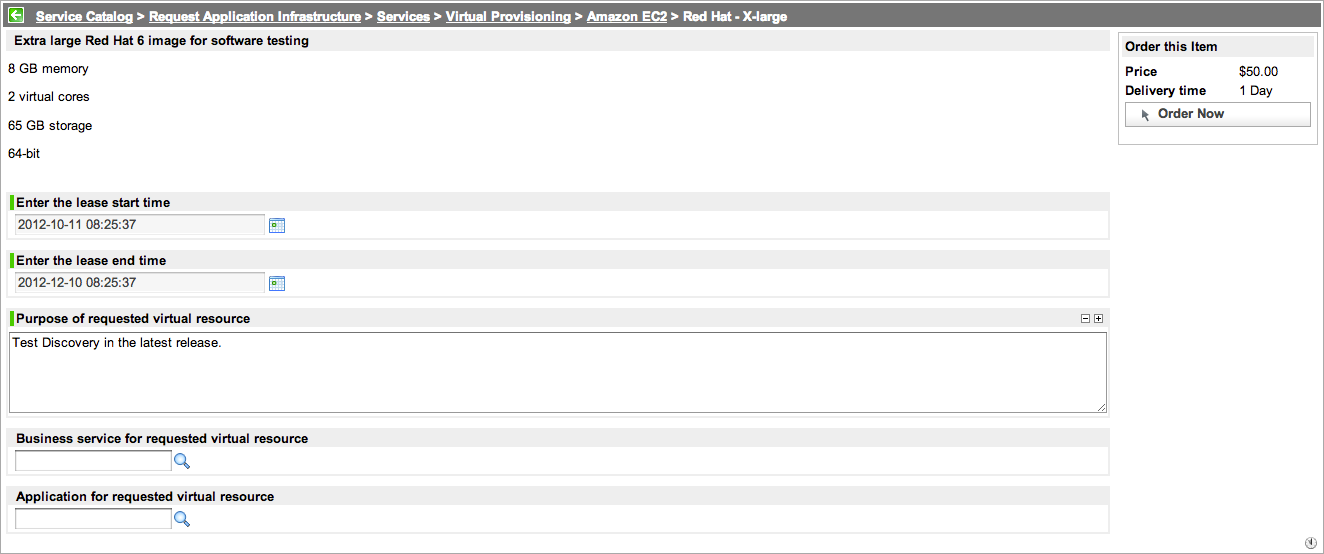 Service Catalog > Request Application Infrastructure > Services > Virtual Provisioning > Amazon EC2 > Red Hat - X-large
Extra large Red Hat 6 image for software testing
8 GB memory
2 virtual cores
65 GB storage
64-bit
Enter the lease start time
2012-10-11 08:25:37
Enter the lease end time
2012-12-10 08:25:37
Purpose of requested virtual resource
Test Discovery in the latest release.
Business service for requested virtual resource
Application for requested virtual resource
Order this Item
Price $50.00
Delivery time 1 Day
Order Now